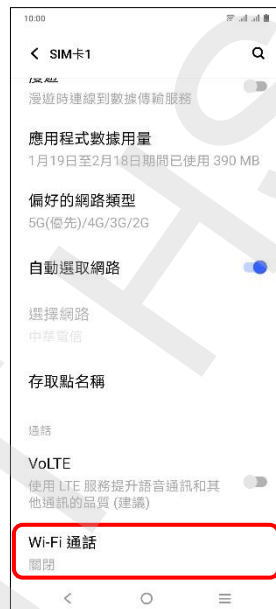 10:00
SIM卡1
漫遊
漫遊時連線到數據傳輸服務
應用程式數據用量
1月19日至2月18日期間已使用 390 MB
偏好的網路類型
5G(優先)/4G/3G/2G
自動選取網路
選擇網路
中華電信
存取點名稱
通話
VoLTE
使用 LTE 服務提升語音通訊和其
他通訊的品質 (建議)
Wi-Fi 通話
關閉